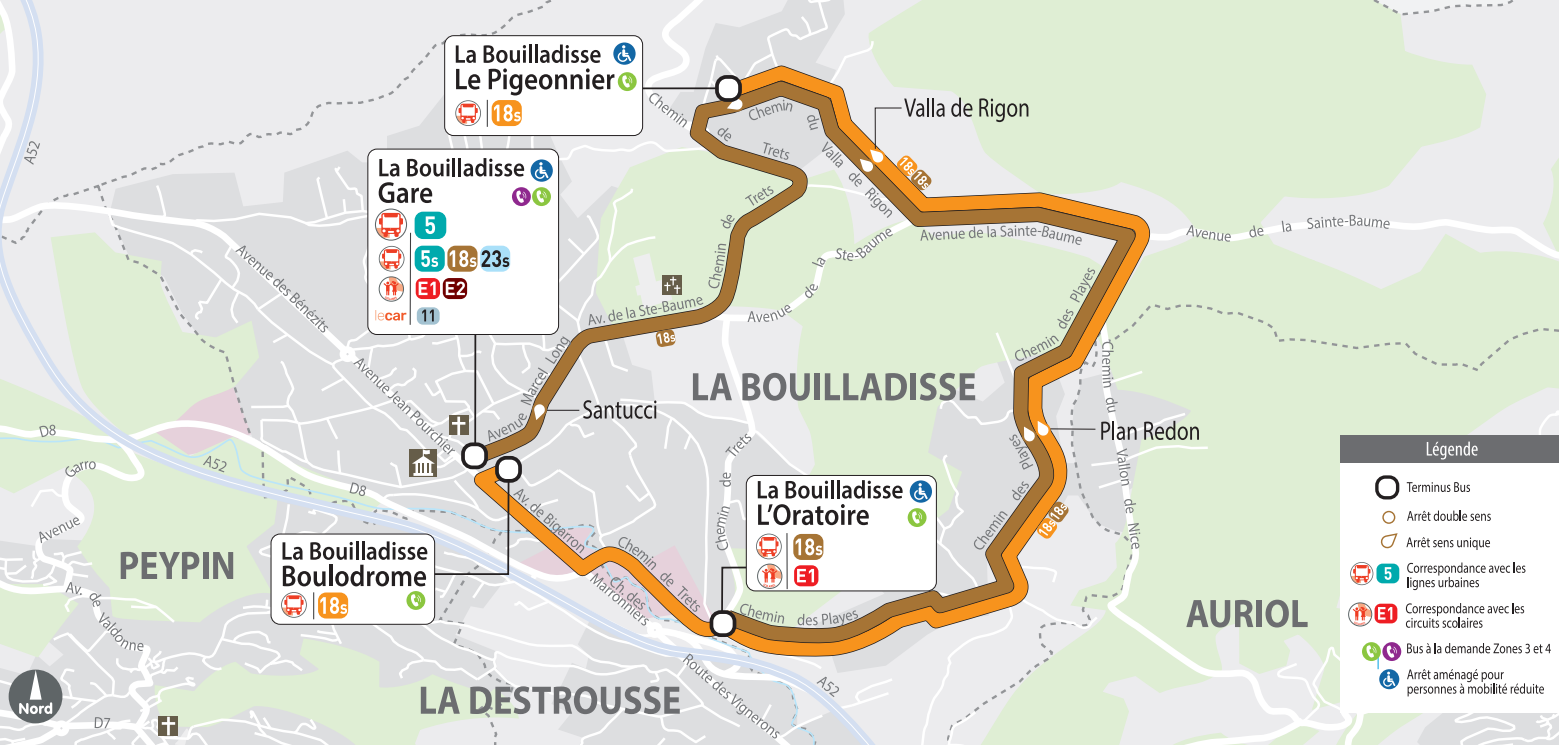 La Bouilladisse
Le Pigeonnier
18s
La Bouilladisse
Gare
5
5s 18s 23s
E1 E2
lecar 11
La Bouilladisse
Boulodrome
18s
La Bouilladisse
L'Oratoire
18s
E1
Valla de Rigon
Santucci
Plan Redon
LA BOUILLADISSE
PEYPIN
LA DESTROUSSE
AURIOL
A52
Chemin
de
Trets
Chemin
du
Valla
de Rigon
18s 18s
Avenue de la Sainte-Baume
Avenue de la Sainte-Baume
Chemin de Trets
Av. de la Ste-Baume
18s
Avenue de la Ste-Baume
Avenue des Bénézits
Avenue Jean Pourchier
Avenue Marcel Long
Chemin des Playes
Chemin du Vallon de Nice
Chemin de Trets
Playes
Chemin des
18s 18s
D8
A52
D8
Garro
Avenue
Av. de Valdonne
Av. de Bigarron
Chemin de Trets
Ch. des
Marronniers
Chemin des Playes
A52
Route des Vignerons
D7
Nord
Légende
Terminus Bus
Arrêt double sens
Arrêt sens unique
5 Correspondance avec les
lignes urbaines
E1 Correspondance avec les
circuits scolaires
Bus à la demande Zones 3 et 4
Arrêt aménagé pour
personnes à mobilité réduite